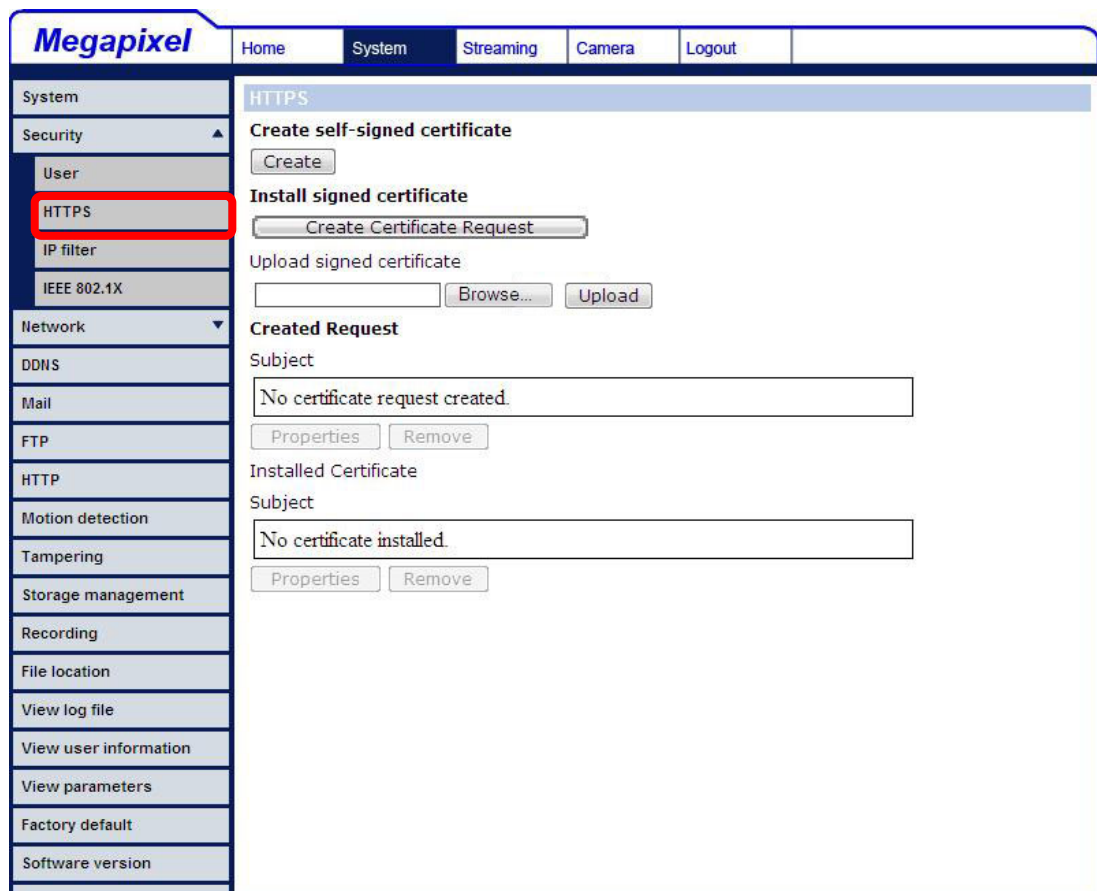 Megapixel
Home System Streaming Camera Logout
System
Security
User
HTTPS
IP filter
IEEE 802.1X
Network
DDNS
Mail
FTP
HTTP
Motion detection
Tampering
Storage management
Recording
File location
View log file
View user information
View parameters
Factory default
Software version
HTTPS
Create self-signed certificate
Create
Install signed certificate
Create Certificate Request
Upload signed certificate
Browse... Upload
Created Request
Subject
No certificate request created.
Properties Remove
Installed Certificate
Subject
No certificate installed.
Properties Remove